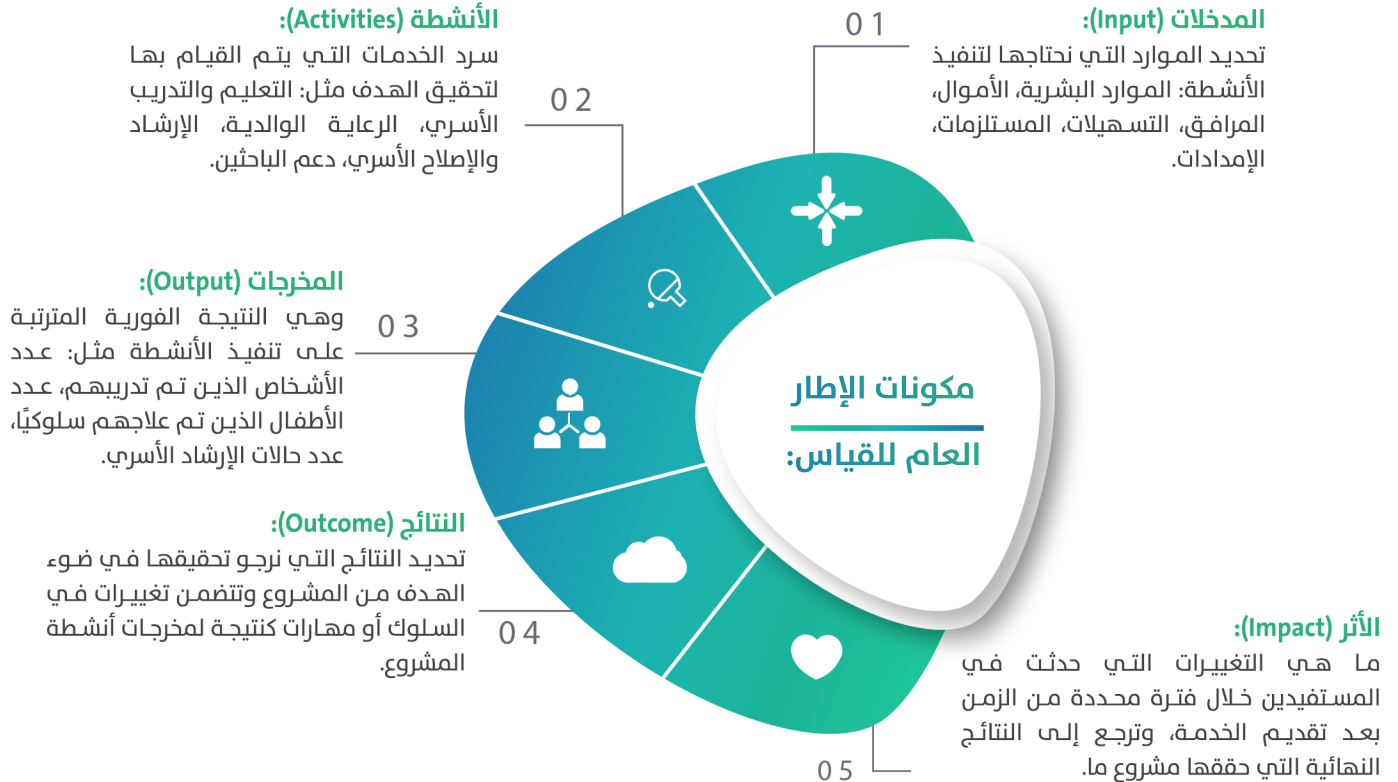 مكونات الإطار
العام للقياس:
01
المدخلات (Input):
تحديد الموارد التي نحتاجها لتنفيذ
الأنشطة: الموارد البشرية، الأموال،
المرافق، التسهيلات، المستلزمات،
الإمدادات.
02
الأنشطة (Activities):
سرد الخدمات التي يتم القيام بها
لتحقيق الهدف مثل: التعليم والتدريب
الأسري، الرعاية الوالدية، الإرشاد
والإصلاح الأسري، دعم الباحثين.
03
المخرجات (Output):
وهي النتيجة الفورية المترتبة
على تنفيذ الأنشطة مثل: عدد
الأشخاص الذين تم تدريبهم، عدد
الأطفال الذين تم علاجهم سلوكيًا،
عدد حالات الإرشاد الأسري.
04
النتائج (Outcome):
تحديد النتائج التي نرجو تحقيقها في ضوء
الهدف من المشروع وتتضمن تغييرات في
السلوك أو مهارات كنتيجة لمخرجات أنشطة
المشروع.
05
الأثر (Impact):
ما هي التغييرات التي حدثت في
المستفيدين خلال فترة محددة من الزمن
بعد تقديم الخدمة، وترجع إلى النتائج
النهائية التي حققها مشروع ما.